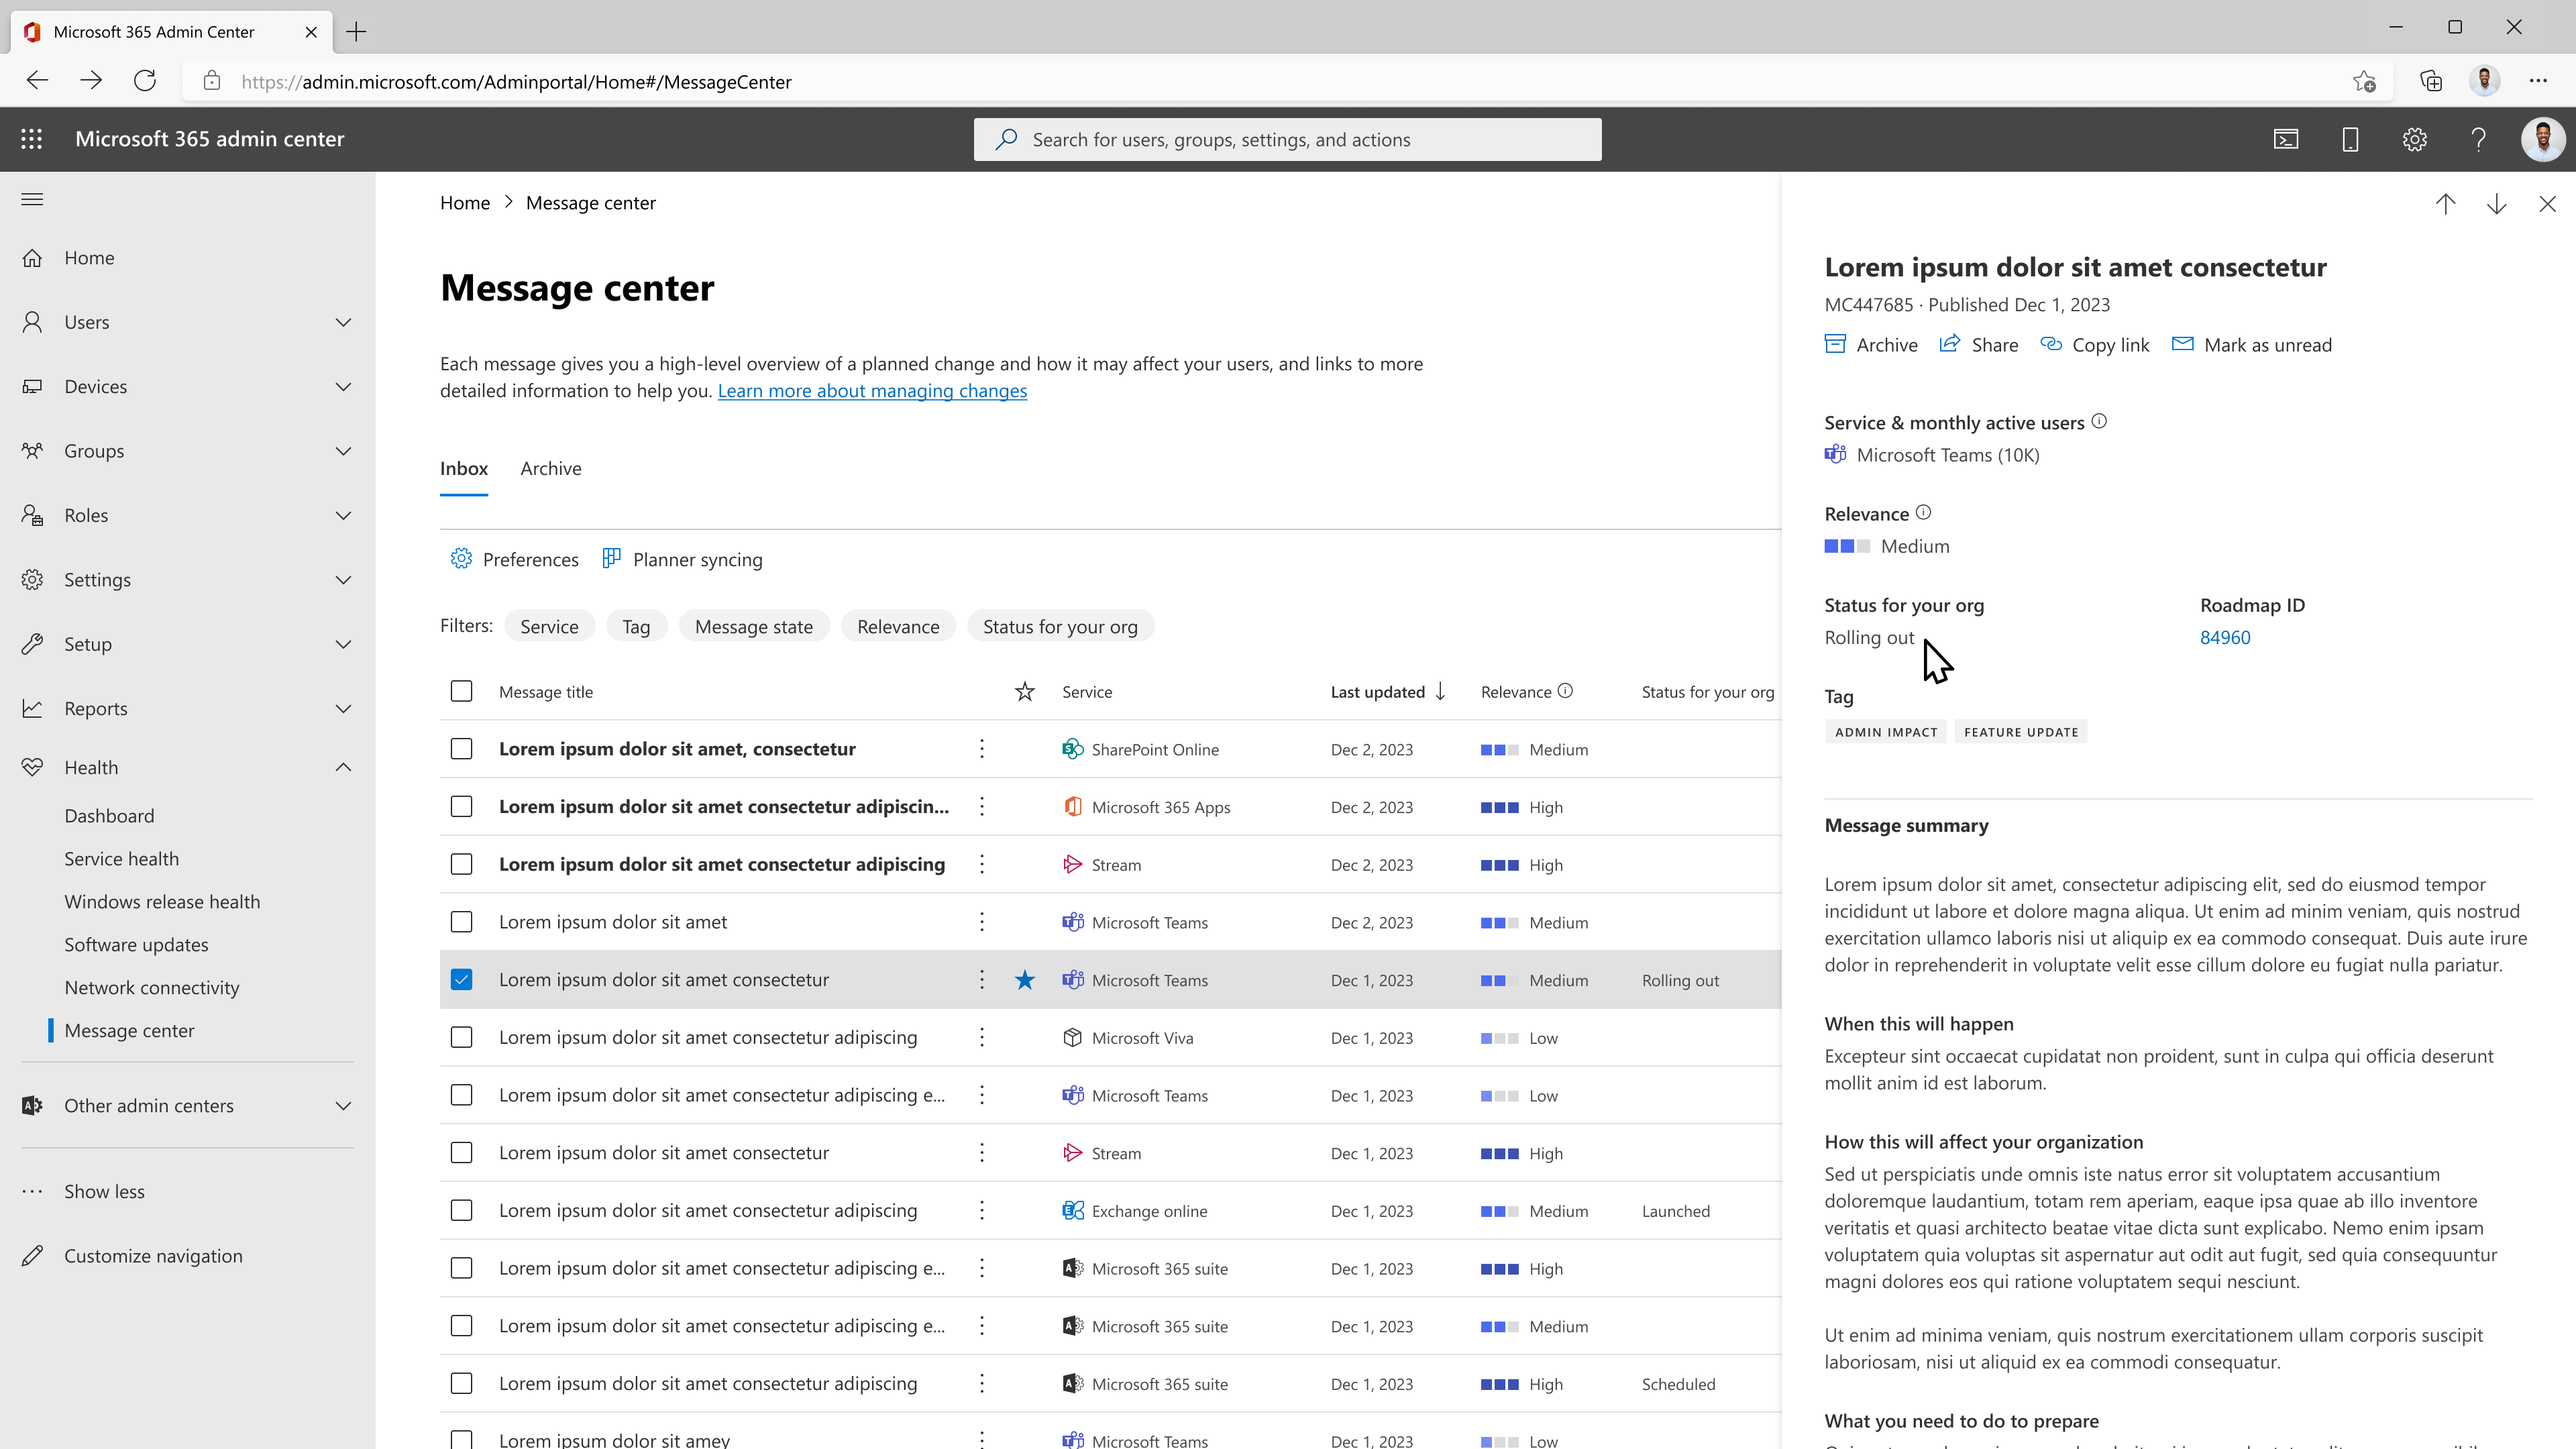 Microsoft 365 Admin Center
https://admin.microsoft.com/Adminportal/Home#/MessageCenter
Microsoft 365 admin center
Search for users, groups, settings, and actions
Home
Users
Devices
Groups
Roles
Settings
Setup
Reports
Health
Dashboard
Service health
Windows release health
Software updates
Network connectivity
Message center
Other admin centers
Show less
Customize navigation
Home > Message center
Message center
Each message gives you a high-level overview of a planned change and how it may affect your users, and links to more
detailed information to help you. Learn more about managing changes
Inbox Archive
Preferences Planner syncing
Filters: Service Tag Message state Relevance Status for your org
Message title Service Last updated Relevance Status for your org
Lorem ipsum dolor sit amet, consectetur SharePoint Online Dec 2, 2023 Medium
Lorem ipsum dolor sit amet consectetur adipiscin... Microsoft 365 Apps Dec 2, 2023 High
Lorem ipsum dolor sit amet consectetur adipiscing Stream Dec 2, 2023 High
Lorem ipsum dolor sit amet Microsoft Teams Dec 2, 2023 Medium
Lorem ipsum dolor sit amet consectetur Microsoft Teams Dec 1, 2023 Medium Rolling out
Lorem ipsum dolor sit amet consectetur adipiscing Microsoft Viva Dec 1, 2023 Low
Lorem ipsum dolor sit amet consectetur adipiscing e... Microsoft Teams Dec 1, 2023 Low
Lorem ipsum dolor sit amet consectetur Stream Dec 1, 2023 High
Lorem ipsum dolor sit amet consectetur adipiscing Exchange online Dec 1, 2023 Medium Launched
Lorem ipsum dolor sit amet consectetur adipiscing e... Microsoft 365 suite Dec 1, 2023 High
Lorem ipsum dolor sit amet consectetur adipiscing e... Microsoft 365 suite Dec 1, 2023 Medium
Lorem ipsum dolor sit amet consectetur adipiscing Microsoft 365 suite Dec 1, 2023 High Scheduled
Lorem ipsum dolor sit amey Microsoft Teams Dec 1, 2023 Low
Lorem ipsum dolor sit amet consectetur
MC447685 · Published Dec 1, 2023
Archive Share Copy link Mark as unread
Service & monthly active users
Microsoft Teams (10K)
Relevance
Medium
Status for your org Roadmap ID
Rolling out 84960
Tag
ADMIN IMPACT FEATURE UPDATE
Message summary
Lorem ipsum dolor sit amet, consectetur adipiscing elit, sed do eiusmod tempor
incididunt ut labore et dolore magna aliqua. Ut enim ad minim veniam, quis nostrud
exercitation ullamco laboris nisi ut aliquip ex ea commodo consequat. Duis aute irure
dolor in reprehenderit in voluptate velit esse cillum dolore eu fugiat nulla pariatur.
When this will happen
Excepteur sint occaecat cupidatat non proident, sunt in culpa qui officia deserunt
mollit anim id est laborum.
How this will affect your organization
Sed ut perspiciatis unde omnis iste natus error sit voluptatem accusantium
doloremque laudantium, totam rem aperiam, eaque ipsa quae ab illo inventore
veritatis et quasi architecto beatae vitae dicta sunt explicabo. Nemo enim ipsam
voluptatem quia voluptas sit aspernatur aut odit aut fugit, sed quia consequuntur
magni dolores eos qui ratione voluptatem sequi nesciunt.
Ut enim ad minima veniam, quis nostrum exercitationem ullam corporis suscipit
laboriosam, nisi ut aliquid ex ea commodi consequatur.
What you need to do to prepare